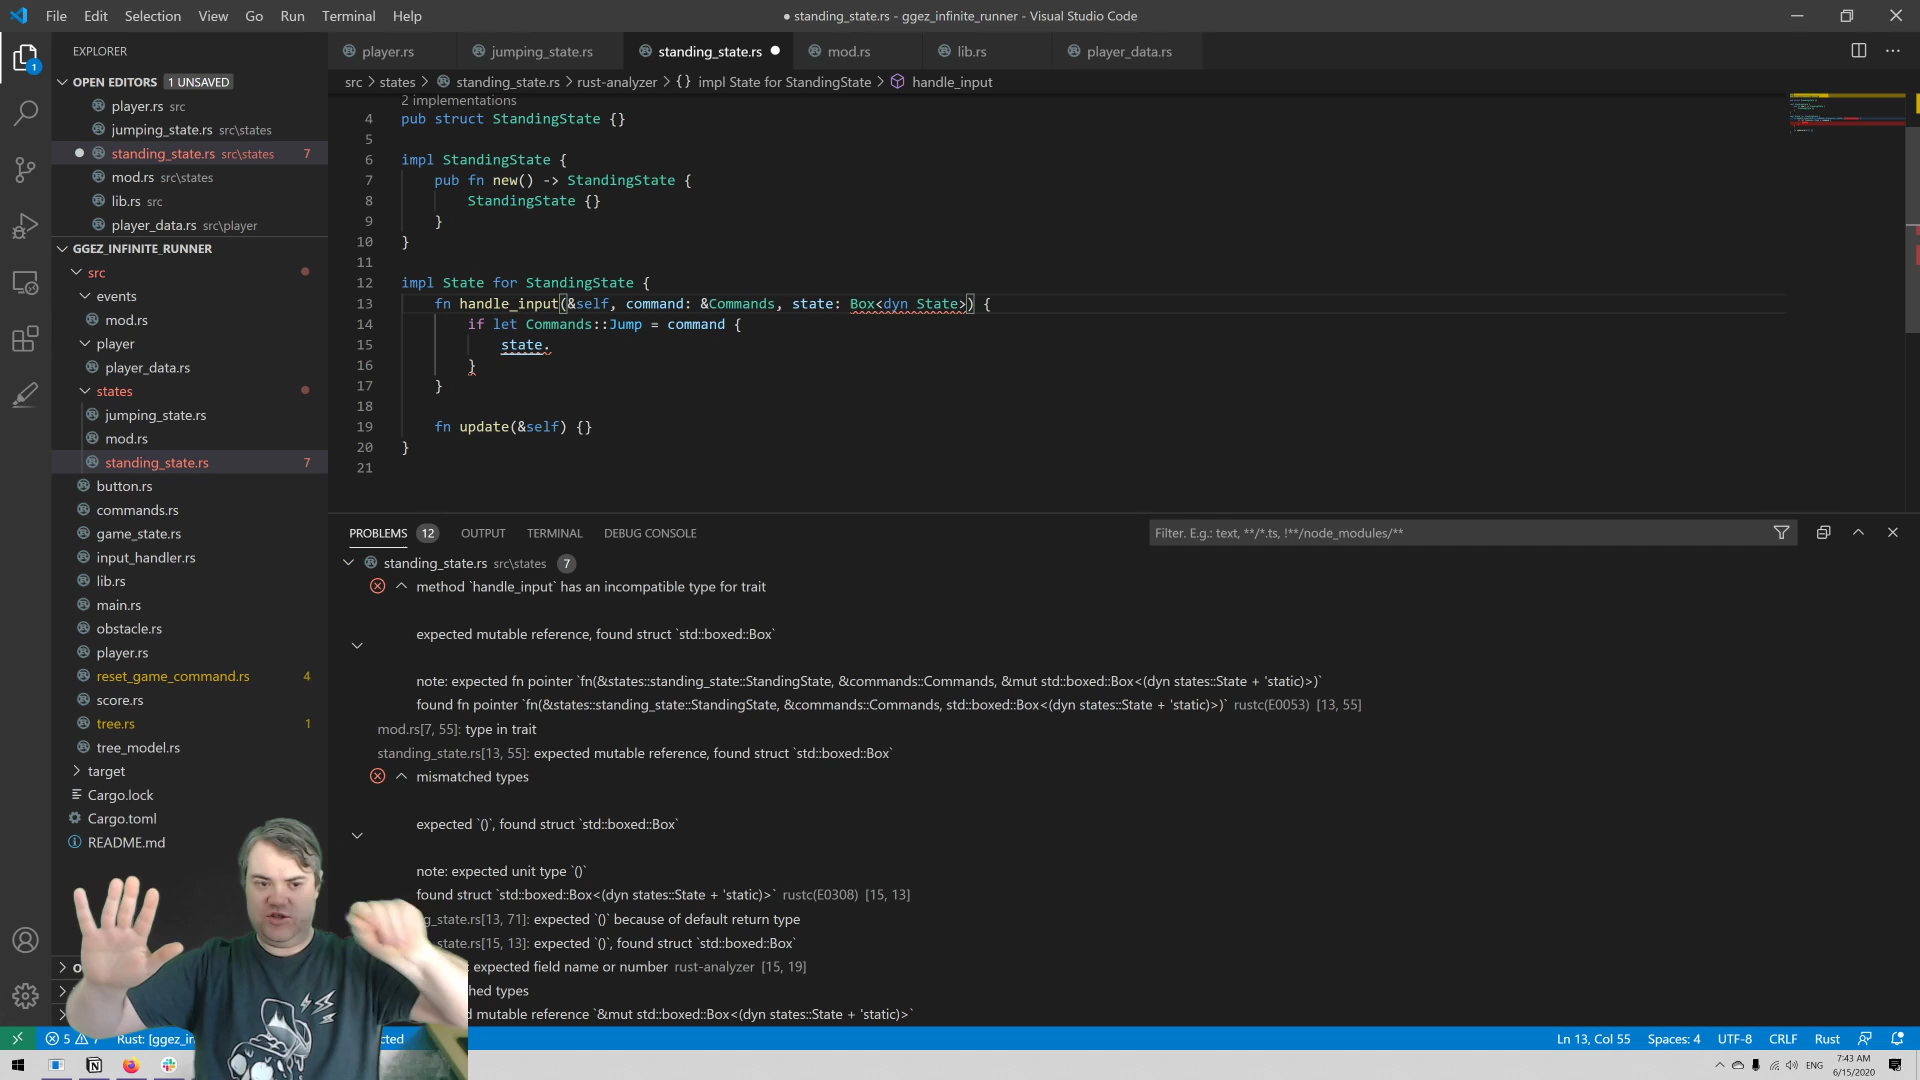 File Edit Selection View Go Run Terminal Help
● standing_state.rs - ggez_infinite_runner - Visual Studio Code
EXPLORER
OPEN EDITORS 1 UNSAVED
player.rs src
jumping_state.rs src\states
standing_state.rs src\states 7
mod.rs src\states
lib.rs src
player_data.rs src\player
GGEZ_INFINITE_RUNNER
src
events
mod.rs
player
player_data.rs
states
jumping_state.rs
mod.rs
standing_state.rs 7
button.rs
commands.rs
game_state.rs
input_handler.rs
lib.rs
main.rs
obstacle.rs
player.rs
reset_game_command.rs 4
score.rs
tree.rs 1
tree_model.rs
target
Cargo.lock
Cargo.toml
README.md
1
player.rs jumping_state.rs standing_state.rs mod.rs lib.rs player_data.rs
src > states > standing_state.rs > rust-analyzer > {} impl State for StandingState > handle_input
2 implementations
4 pub struct StandingState {}
5
6 impl StandingState {
7 pub fn new() -> StandingState {
8 StandingState {}
9 }
10 }
11
12 impl State for StandingState {
13 fn handle_input(&self, command: &Commands, state: Box<dyn State>) {
14 if let Commands::Jump = command {
15 state.
16 }
17 }
18
19 fn update(&self) {}
20 }
21
PROBLEMS 12 OUTPUT TERMINAL DEBUG CONSOLE
Filter. E.g.: text, **/*.ts, !**/node_modules/**
standing_state.rs src\states 7
method `handle_input` has an incompatible type for trait
expected mutable reference, found struct `std::boxed::Box`
note: expected fn pointer `fn(&states::standing_state::StandingState, &commands::Commands, &mut std::boxed::Box<(dyn states::State + 'static)>)`
found fn pointer `fn(&states::standing_state::StandingState, &commands::Commands, std::boxed::Box<(dyn states::State + 'static)>)` rustc(E0053) [13, 55]
mod.rs[7, 55]: type in trait
standing_state.rs[13, 55]: expected mutable reference, found struct `std::boxed::Box`
mismatched types
expected `()`, found struct `std::boxed::Box`
note: expected unit type `()`
found struct `std::boxed::Box<(dyn states::State + 'static)>` rustc(E0308) [15, 13]
g_state.rs[13, 71]: expected `()` because of default return type
_state.rs[15, 13]: expected `()`, found struct `std::boxed::Box`
: expected field name or number rust-analyzer [15, 19]
hed types
d mutable reference `&mut std::boxed::Box<(dyn states::State + 'static)>`
5 Rust: [ggez_in cted Ln 13, Col 55 Spaces: 4 UTF-8 CRLF Rust
ENG 7:43 AM
6/15/2020